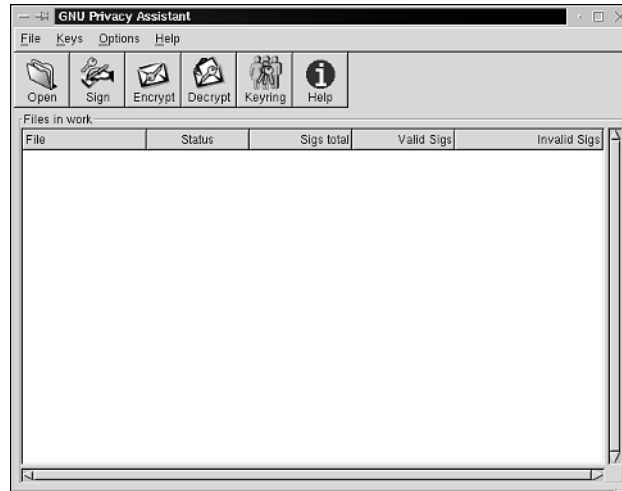 GNU Privacy Assistant
File Keys Options Help
Open Sign Encrypt Decrypt Keyring Help
Files in work
File Status Sigs total Valid Sigs Invalid Sigs